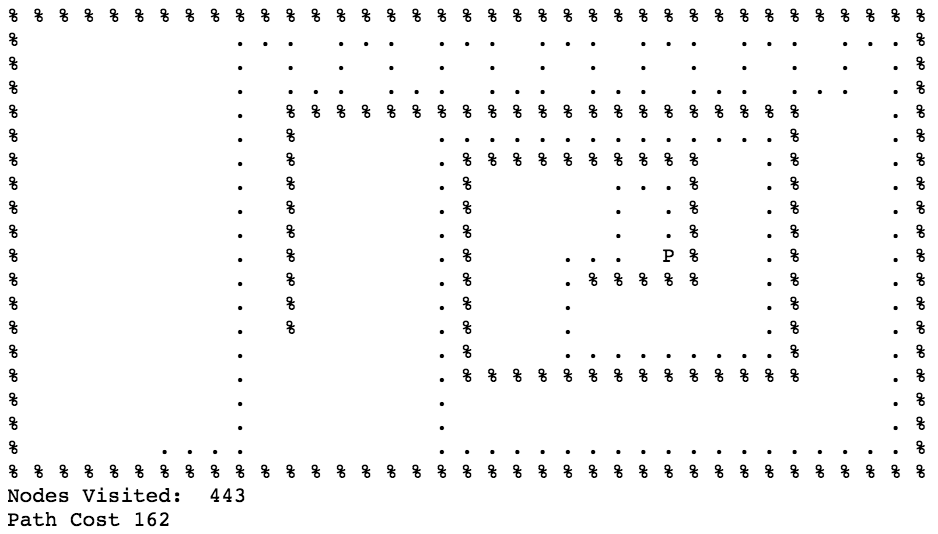 % % % % % % % % % % % % % % % % % % % % % % % % % % % % % % % % % % % % %
%                 . . .   . . .   . . .   . . .   . . .   . . .   . . . %
%                 .   .   .   .   .   .   .   .   .   .   .   .   .   . %
%                 .   . . .   . . .   . . .   . . .   . . .   . . .   . %
%                 .   % % % % % % % % % % % % % % % % % % % % %       . %
%                 .   %           . . . . . . . . . . . . . . %       . %
%                 .   %           . % % % % % % % % % %     . %       . %
%                 .   %           . %           . . . %     . %       . %
%                 .   %           . %           .   . %     . %       . %
%                 .   %           . %           .   . %     . %       . %
%                 .   %           . %       . . .   P %     . %       . %
%                 .   %           . %       . % % % % %     . %       . %
%                 .   %           . %       .               . %       . %
%                 .   %           . %       .               . %       . %
%                 .               . %       . . . . . . . . . %       . %
%                 .               . % % % % % % % % % % % % % %       . %
%                 .               .                                   . %
%                 .               .                                   . %
%           . . . .               . . . . . . . . . . . . . . . . . . . %
% % % % % % % % % % % % % % % % % % % % % % % % % % % % % % % % % % % % %
Nodes Visited:  443
Path Cost 162